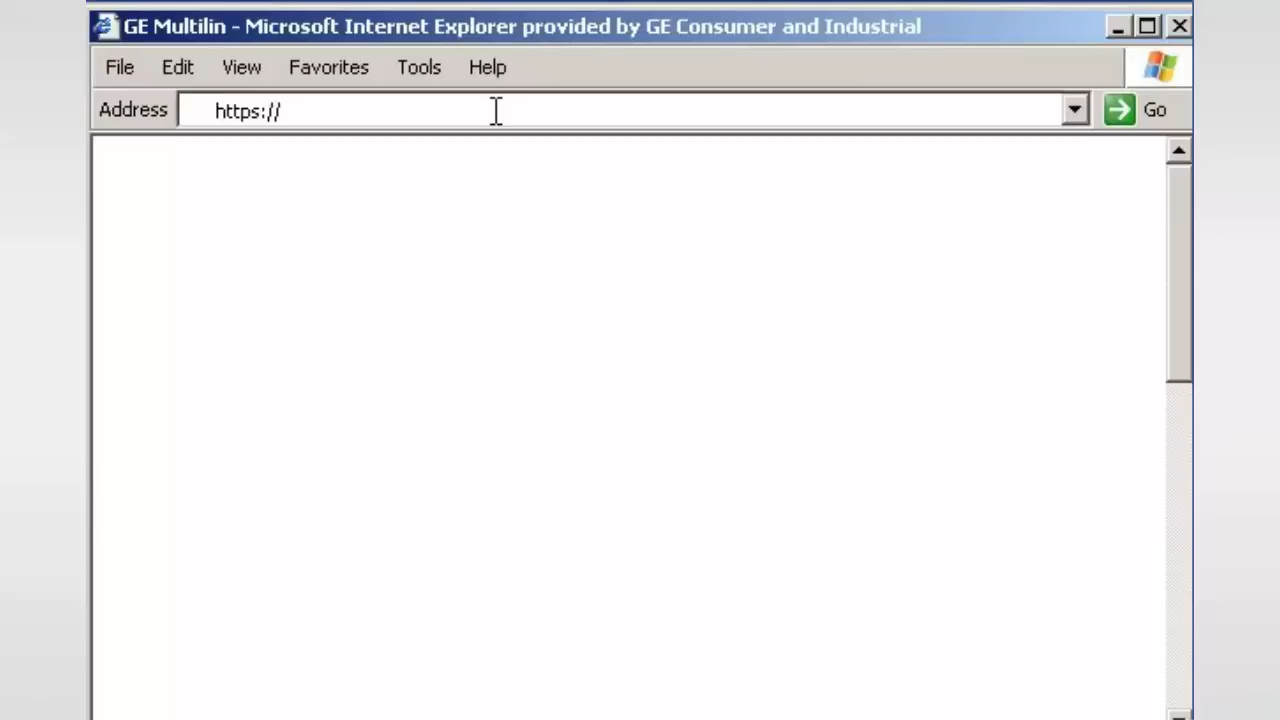 GE Multilin - Microsoft Internet Explorer provided by GE Consumer and Industrial
File Edit View Favorites Tools Help
Address https:// Go